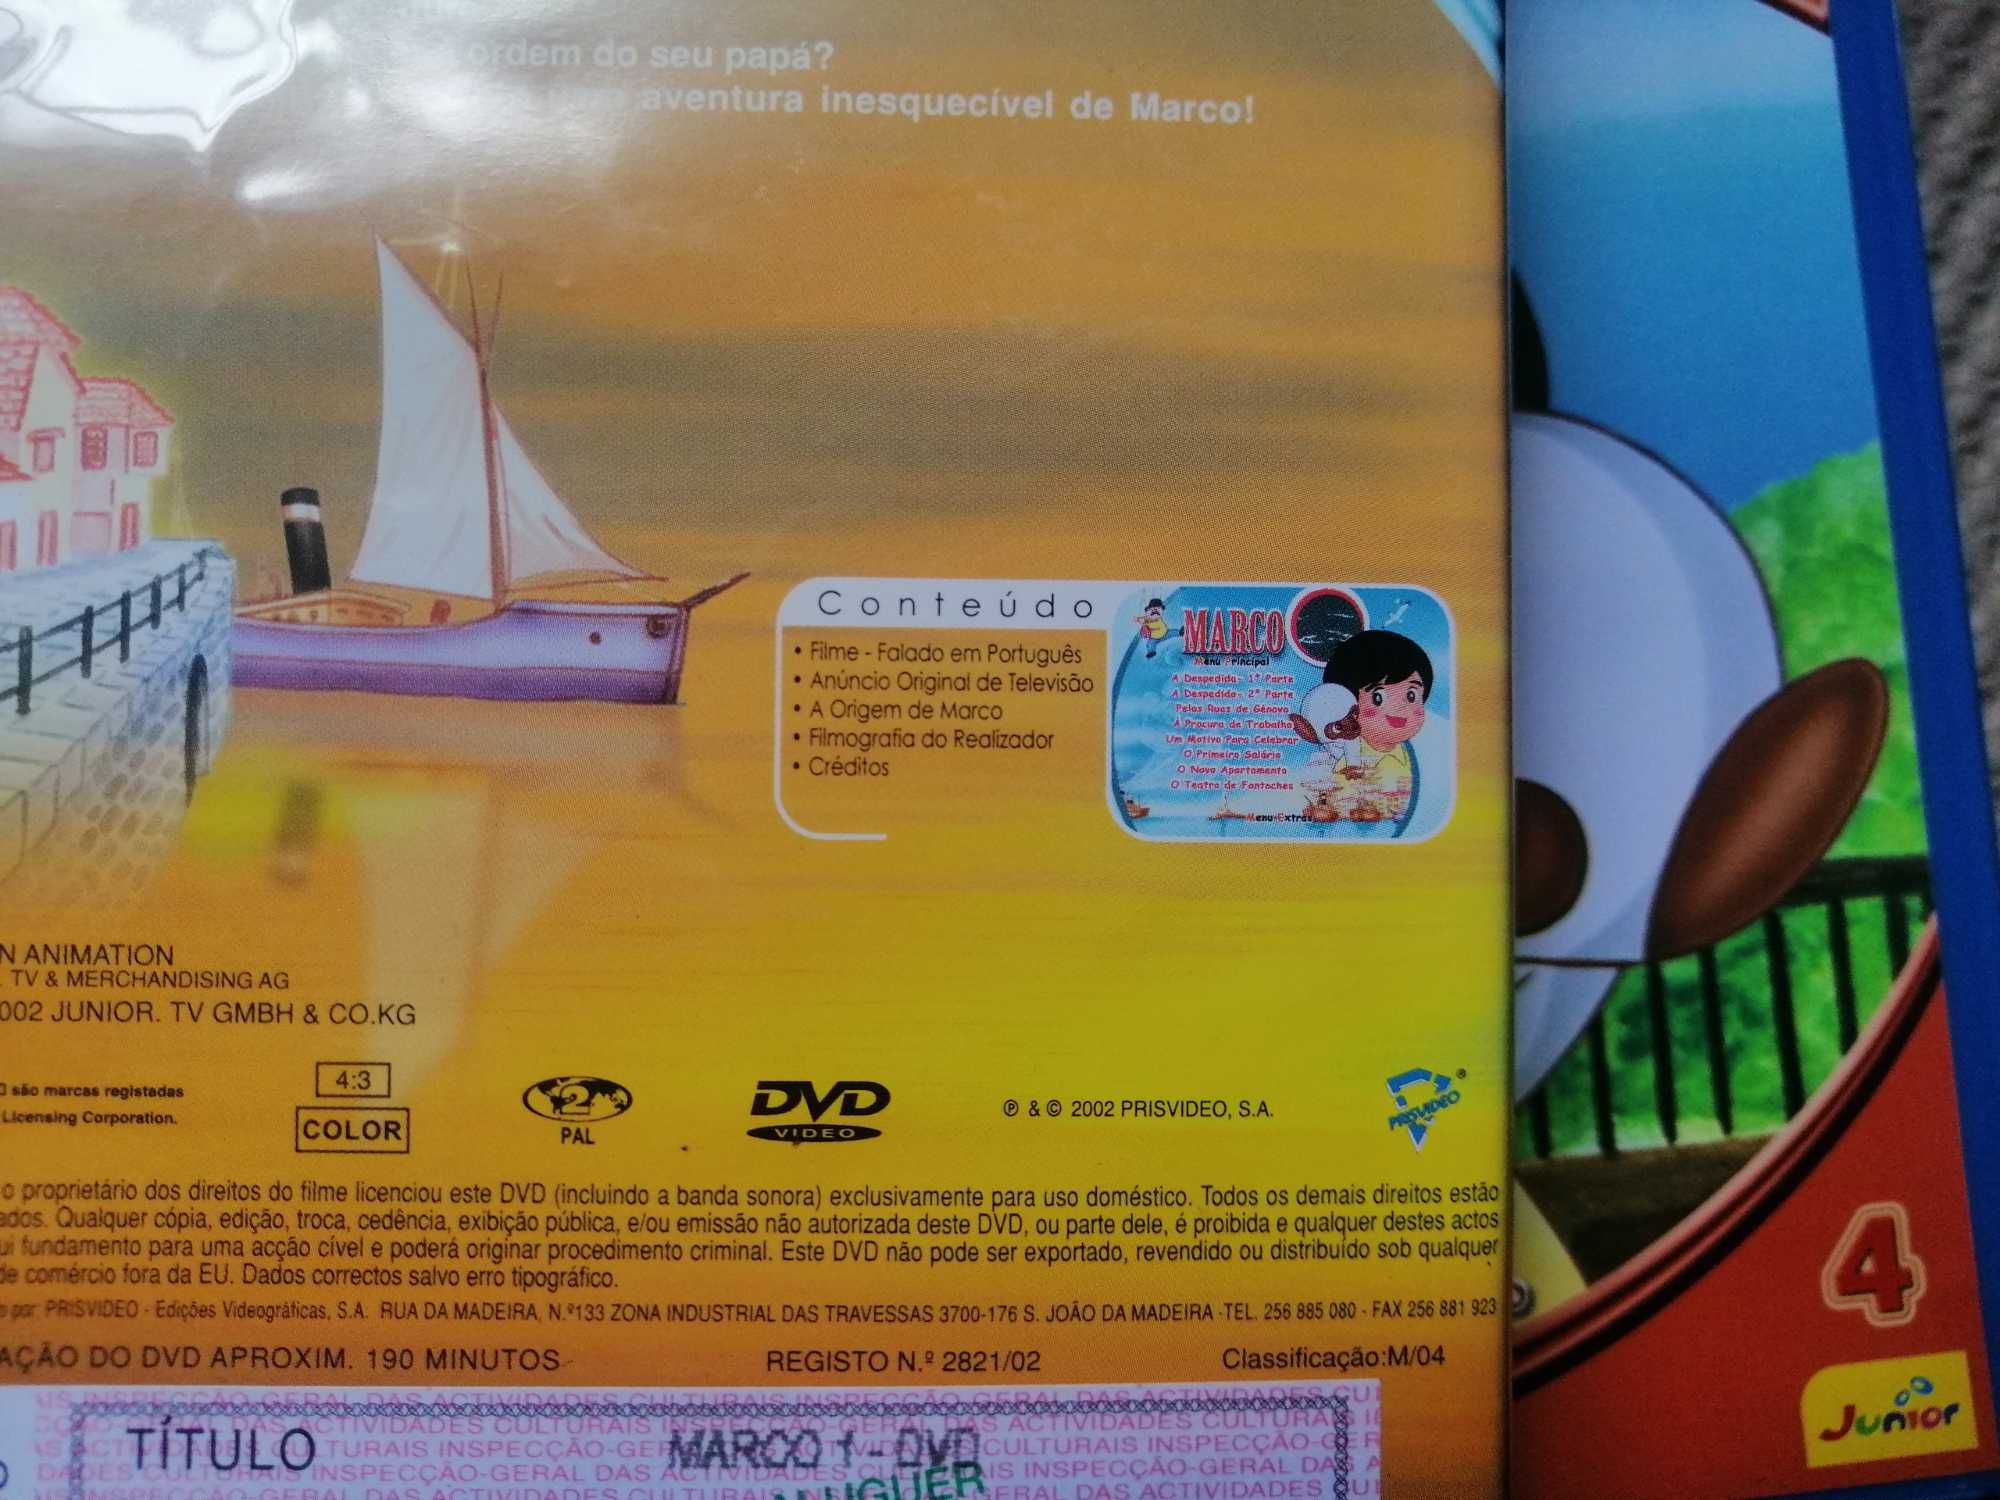 ordem do seu papá?
uma aventura inesquecível de Marco!
Conteúdo
• Filme - Falado em Português
• Anúncio Original de Televisão
• A Origem de Marco
• Filmografia do Realizador
• Créditos
MARCO
Menu Principal
A Despedida- 1ª Parte
A Despedida- 2ª Parte
Pelas Ruas de Génova
À Procura de Trabalho
Um Motivo Para Celebrar
O Primeiro Salário
O Novo Apartamento
O Teatro de Fantoches
Menu Extras
N ANIMATION
. TV & MERCHANDISING AG
002 JUNIOR. TV GMBH & CO.KG
são marcas registadas
Licensing Corporation.
4:3
COLOR
2
PAL
DVD
VIDEO
℗ & © 2002 PRISVIDEO, S.A.
PRISVIDEO ®
o proprietário dos direitos do filme licenciou este DVD (incluindo a banda sonora) exclusivamente para uso doméstico. Todos os demais direitos estão
ados. Qualquer cópia, edição, troca, cedência, exibição pública, e/ou emissão não autorizada deste DVD, ou parte dele, é proibida e qualquer destes actos
ui fundamento para uma acção cível e poderá originar procedimento criminal. Este DVD não pode ser exportado, revendido ou distribuído sob qualquer
de comércio fora da EU. Dados correctos salvo erro tipográfico.
por: PRISVIDEO - Edições Videográficas, S.A. RUA DA MADEIRA, N.º133 ZONA INDUSTRIAL DAS TRAVESSAS 3700-176 S. JOÃO DA MADEIRA -TEL. 256 885 080 - FAX 256 881 923
AÇÃO DO DVD APROXIM. 190 MINUTOS
REGISTO N.º 2821/02
Classificação:M/04
INSPECÇÃO-GERAL DAS ACTIVIDADES CULTURAIS
TÍTULO
MARCO 1 - DVD
ALUGUER
4
Junior